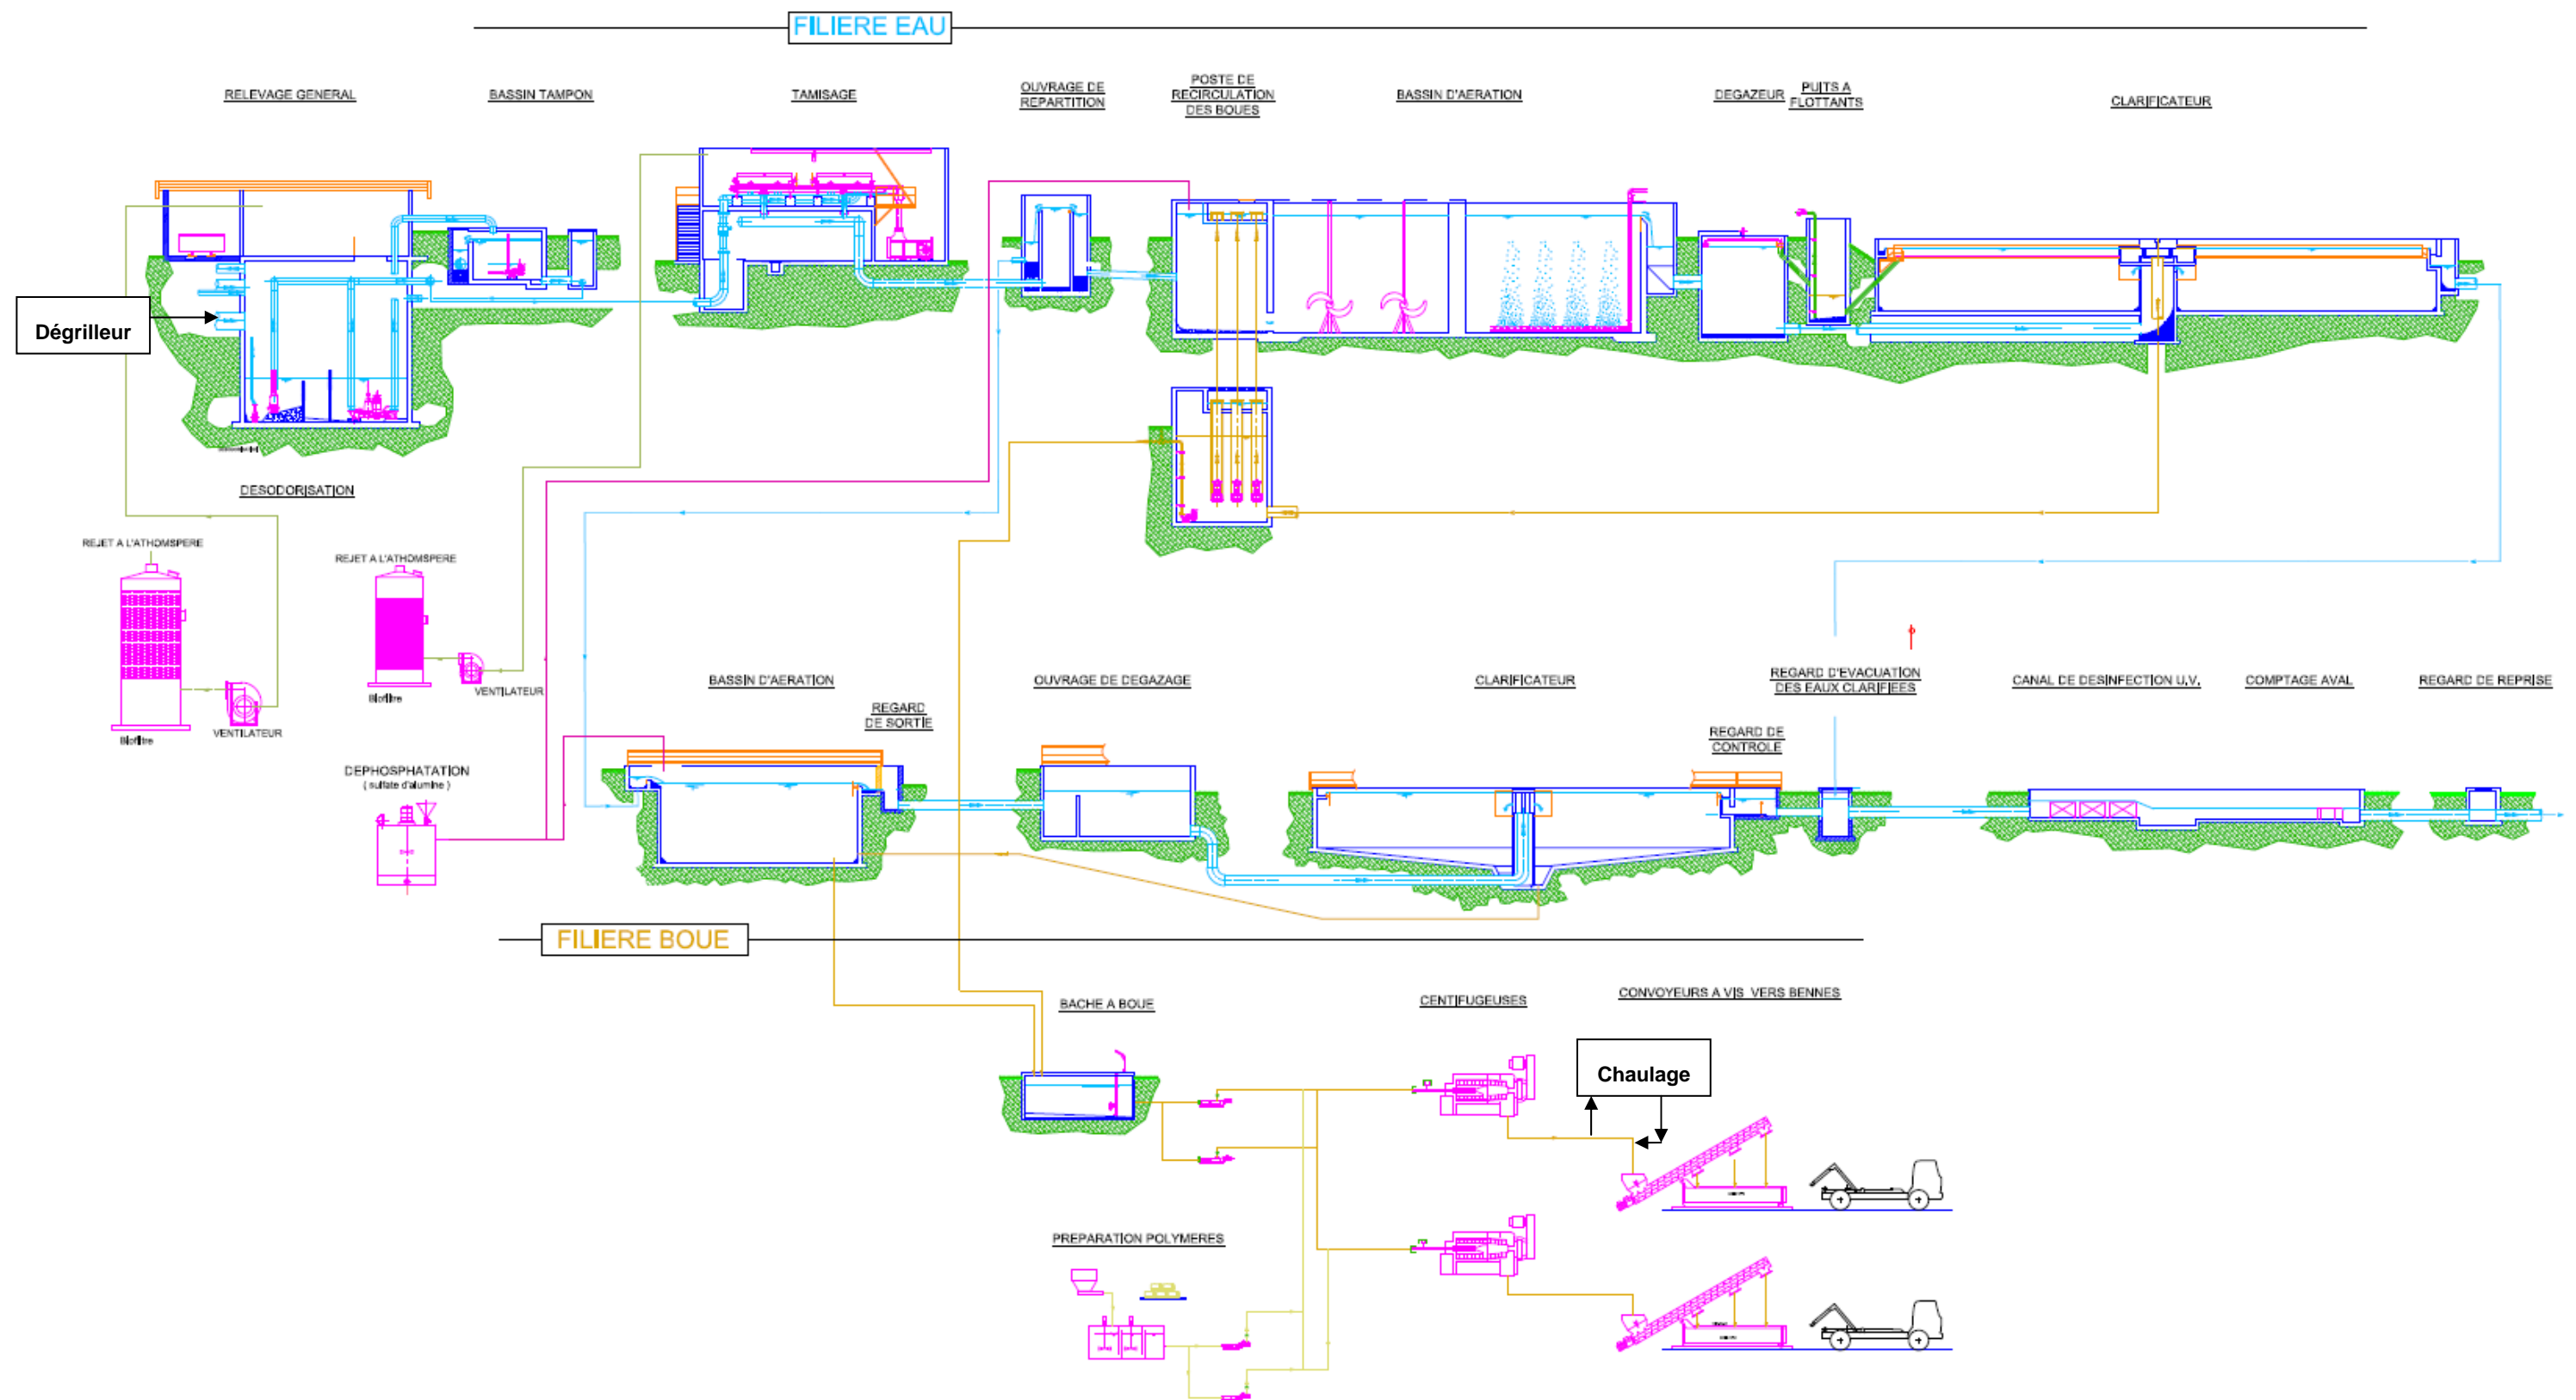 FILIERE EAU
RELEVAGE GENERAL
BASSIN TAMPON
TAMISAGE
OUVRAGE DE
REPARTITION
POSTE DE
RECIRCULATION
DES BOUES
BASSIN D'AERATION
DEGAZEUR
PUITS A
FLOTTANTS
CLARIFICATEUR
Dégrilleur
DESODORISATION
REJET A L'ATHOMSPERE
REJET A L'ATHOMSPERE
Biofiltre
VENTILATEUR
Biofiltre
VENTILATEUR
DEPHOSPHATATION
( sulfate d'alumine )
BASSIN D'AERATION
REGARD
DE SORTIE
OUVRAGE DE DEGAZAGE
CLARIFICATEUR
REGARD DE
CONTROLE
REGARD D'EVACUATION
DES EAUX CLARIFIEES
CANAL DE DESINFECTION U.V.
COMPTAGE AVAL
REGARD DE REPRISE
FILIERE BOUE
BACHE A BOUE
CENTIFUGEUSES
CONVOYEURS A VIS VERS BENNES
Chaulage
PREPARATION POLYMERES